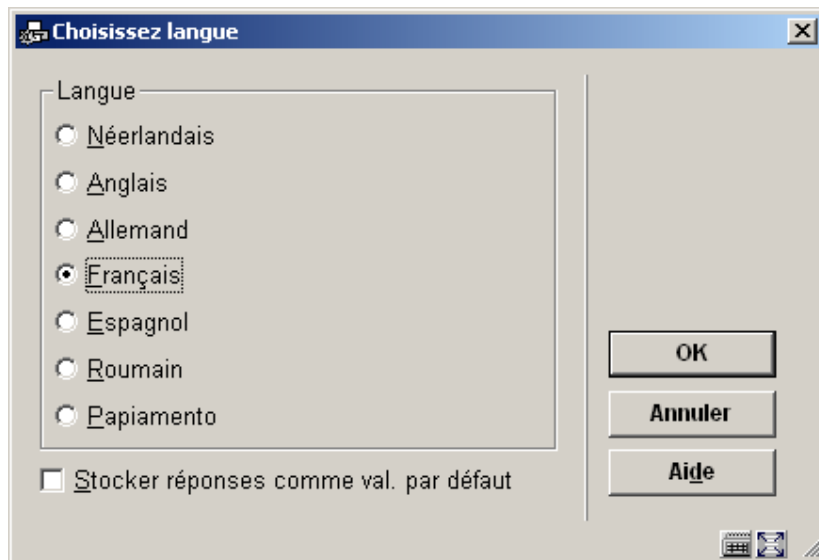 Choisissez langue
Langue
Néerlandais
Anglais
Allemand
Français
Espagnol
Roumain
Papiamento
Stocker réponses comme val. par défaut
OK
Annuler
Aide